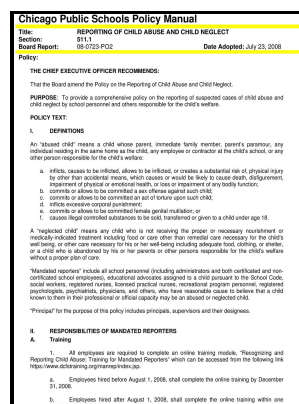 Chicago Public Schools Policy Manual
Title: REPORTING OF CHILD ABUSE AND CHILD NEGLECT
Section: 511.1
Board Report: 08-0723-PO2 Date Adopted: July 23, 2008
Policy:
THE CHIEF EXECUTIVE OFFICER RECOMMENDS:
That the Board amend the Policy on the Reporting of Child Abuse and Child Neglect.
PURPOSE: To provide a comprehensive policy on the reporting of suspected cases of child abuse and
child neglect by school personnel and others responsible for the child's welfare.
POLICY TEXT:
I. DEFINITIONS
An "abused child" means a child whose parent, immediate family member, parent's paramour, any
individual residing in the same home as the child, any employee or contractor at the child's school, or any
other person responsible for the child's welfare:
a. inflicts, causes to be inflicted, allows to be inflicted, or creates a substantial risk of, physical injury
by other than accidental means, which causes or would be likely to cause death, disfigurement,
impairment of physical or emotional health, or loss or impairment of any bodily function;
b. commits or allows to be committed a sex offense against such child;
c. commits or allows to be committed an act of torture upon such child;
d. inflicts excessive corporal punishment;
e. commits or allows to be committed female genital mutilation; or
f. causes illegal controlled substances to be sold, transferred or given to a child under age 18.
A "neglected child" means any child who is not receiving the proper or necessary nourishment or
medically-indicated treatment including food or care other than remedial care necessary for the child's
well being, or other care necessary for his or her well-being including adequate food, clothing, or shelter,
or a child who is abandoned by his or her parents or other persons responsible for the child's welfare
without a proper plan of care.
"Mandated reporters" include all school personnel (including administrators and both certificated and non-
certificated school employees), educational advocates assigned to a child pursuant to the School Code,
social workers, registered nurses, licensed practical nurses, recreational program personnel, registered
psychologists, psychiatrists, physicians, and others, who have reasonable cause to believe that a child
known to them in their professional or official capacity may be an abused or neglected child.
"Principal" for the purpose of this policy includes principals, supervisors and their designees.
II. RESPONSIBILITIES OF MANDATED REPORTERS
A. Training
1. All employees are required to complete an online training module, "Recognizing and
Reporting Child Abuse: Training for Mandated Reporters" which can be accessed from the following link
https://www.dcfstraining.org/manrep/index.jsp.
a. Employees hired before August 1, 2008, shall complete the online training by December
31, 2008.
b. Employees hired after August 1, 2008, shall complete the online training within one